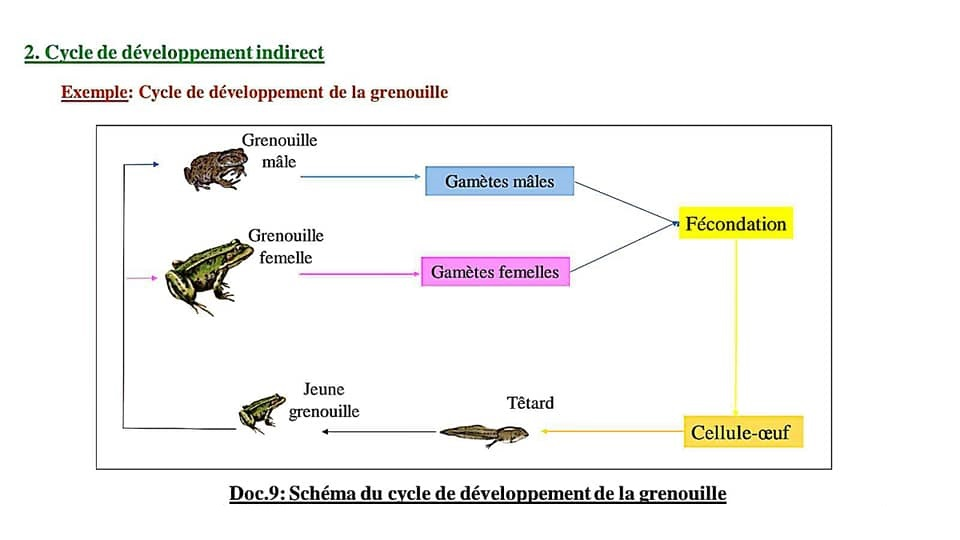 2. Cycle de développement indirect
Exemple: Cycle de développement de la grenouille
Grenouille
mâle
Gamètes mâles
Fécondation
Grenouille
femelle
Gamètes femelles
Jeune
grenouille
Têtard
Cellule-œuf
Doc.9: Schéma du cycle de développement de la grenouille